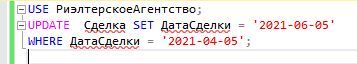 USE РиэлтерскоеАгентство;
UPDATE Сделка SET ДатаСделки = '2021-06-05'
WHERE ДатаСделки = '2021-04-05';